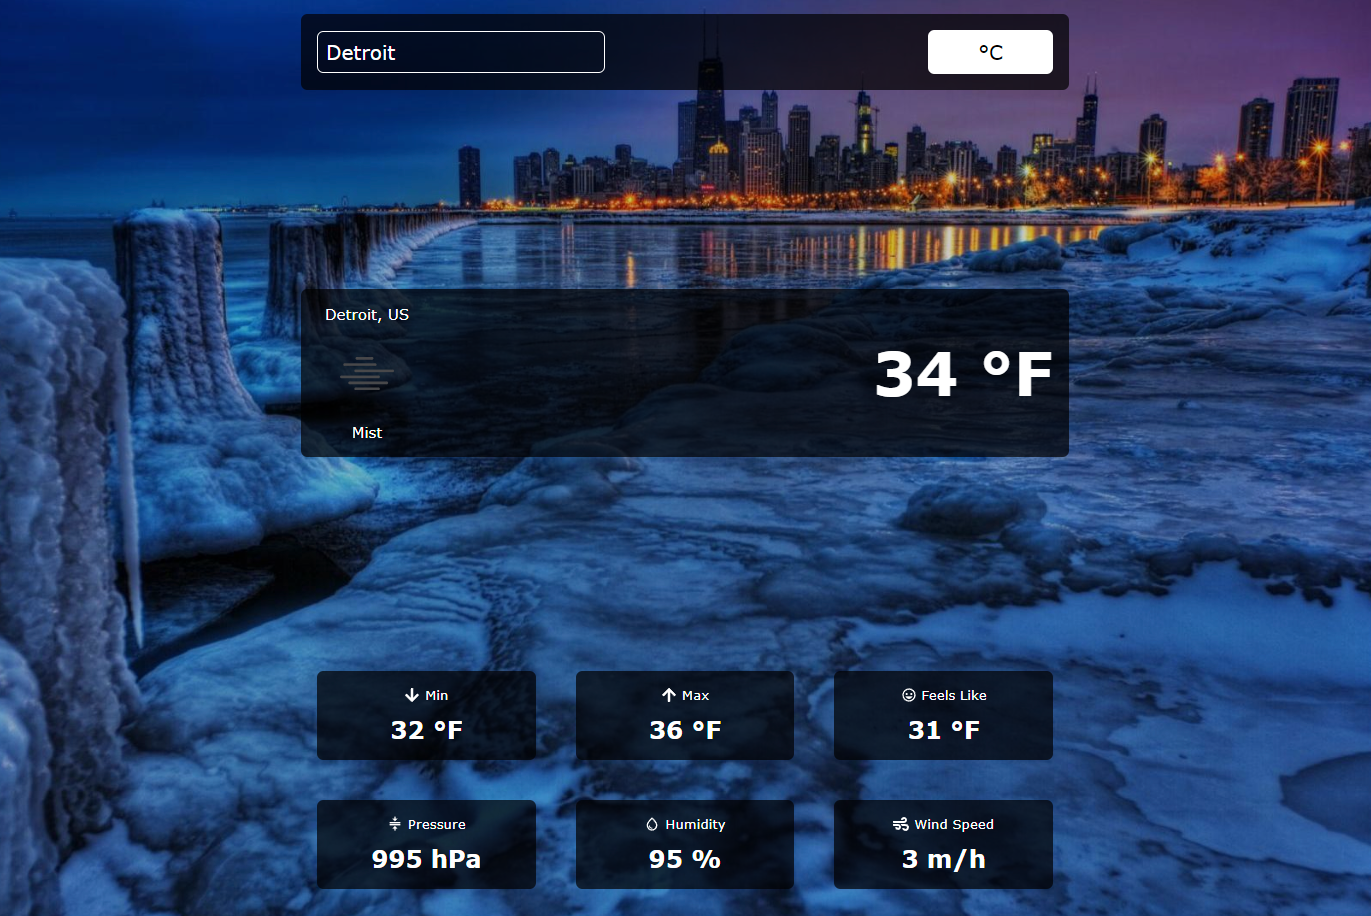 Detroit
°C
Detroit, US
34 °F
Mist
Min
32 °F
Max
36 °F
Feels Like
31 °F
Pressure
995 hPa
Humidity
95 %
Wind Speed
3 m/h